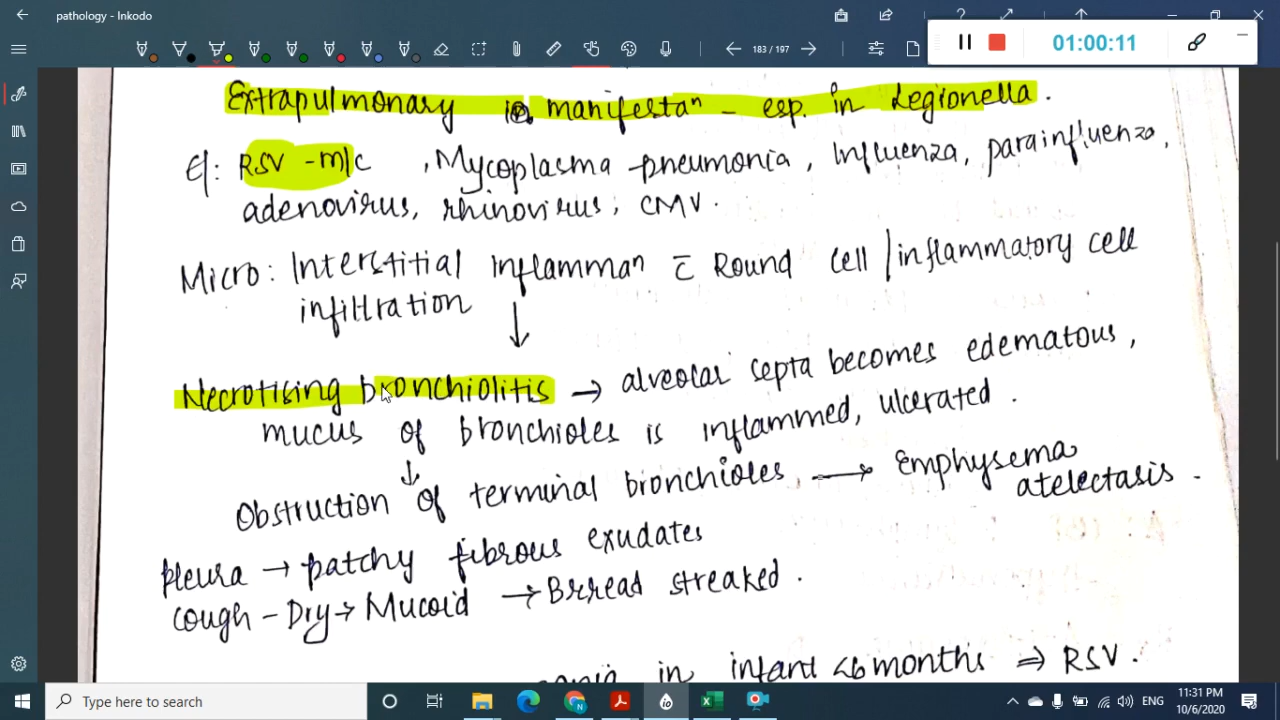 pathology - Inkodo
183 / 197
01:00:11
Extrapulmonary manifestaⁿ - esp. in Legionella.
E/: RSV - m/c , Mycoplasma pneumonia, Influenza, parainfluenza,
adenovirus, rhinovirus, CMV.
Micro: Interstitial inflammaⁿ c̄ Round cell / inflammatory cell
infiltration
↓
Necrotising bronchiolitis → alveolar septa becomes edematous,
mucus of bronchioles is inflammed, ulcerated.
↓
Obstruction of terminal bronchioles, → Emphysema
atelectasis.
Pleura → patchy fibrous exudates
cough - Dry → Mucoid → Brread streaked.
in infant <6 months ⇒ RSV.
Type here to search
ENG
11:31 PM
10/6/2020